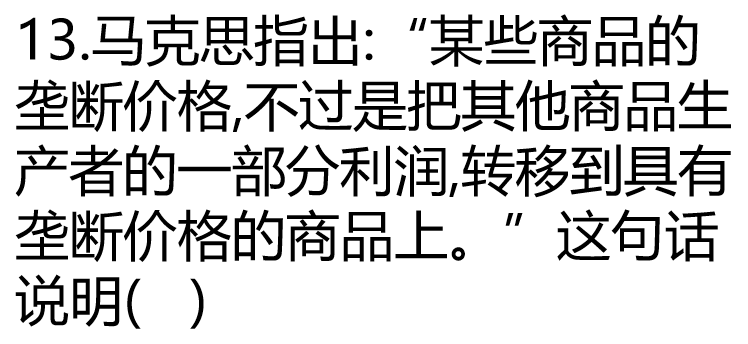 13.马克思指出:“某些商品的
垄断价格,不过是把其他商品生
产者的一部分利润,转移到具有
垄断价格的商品上。”这句话
说明( )